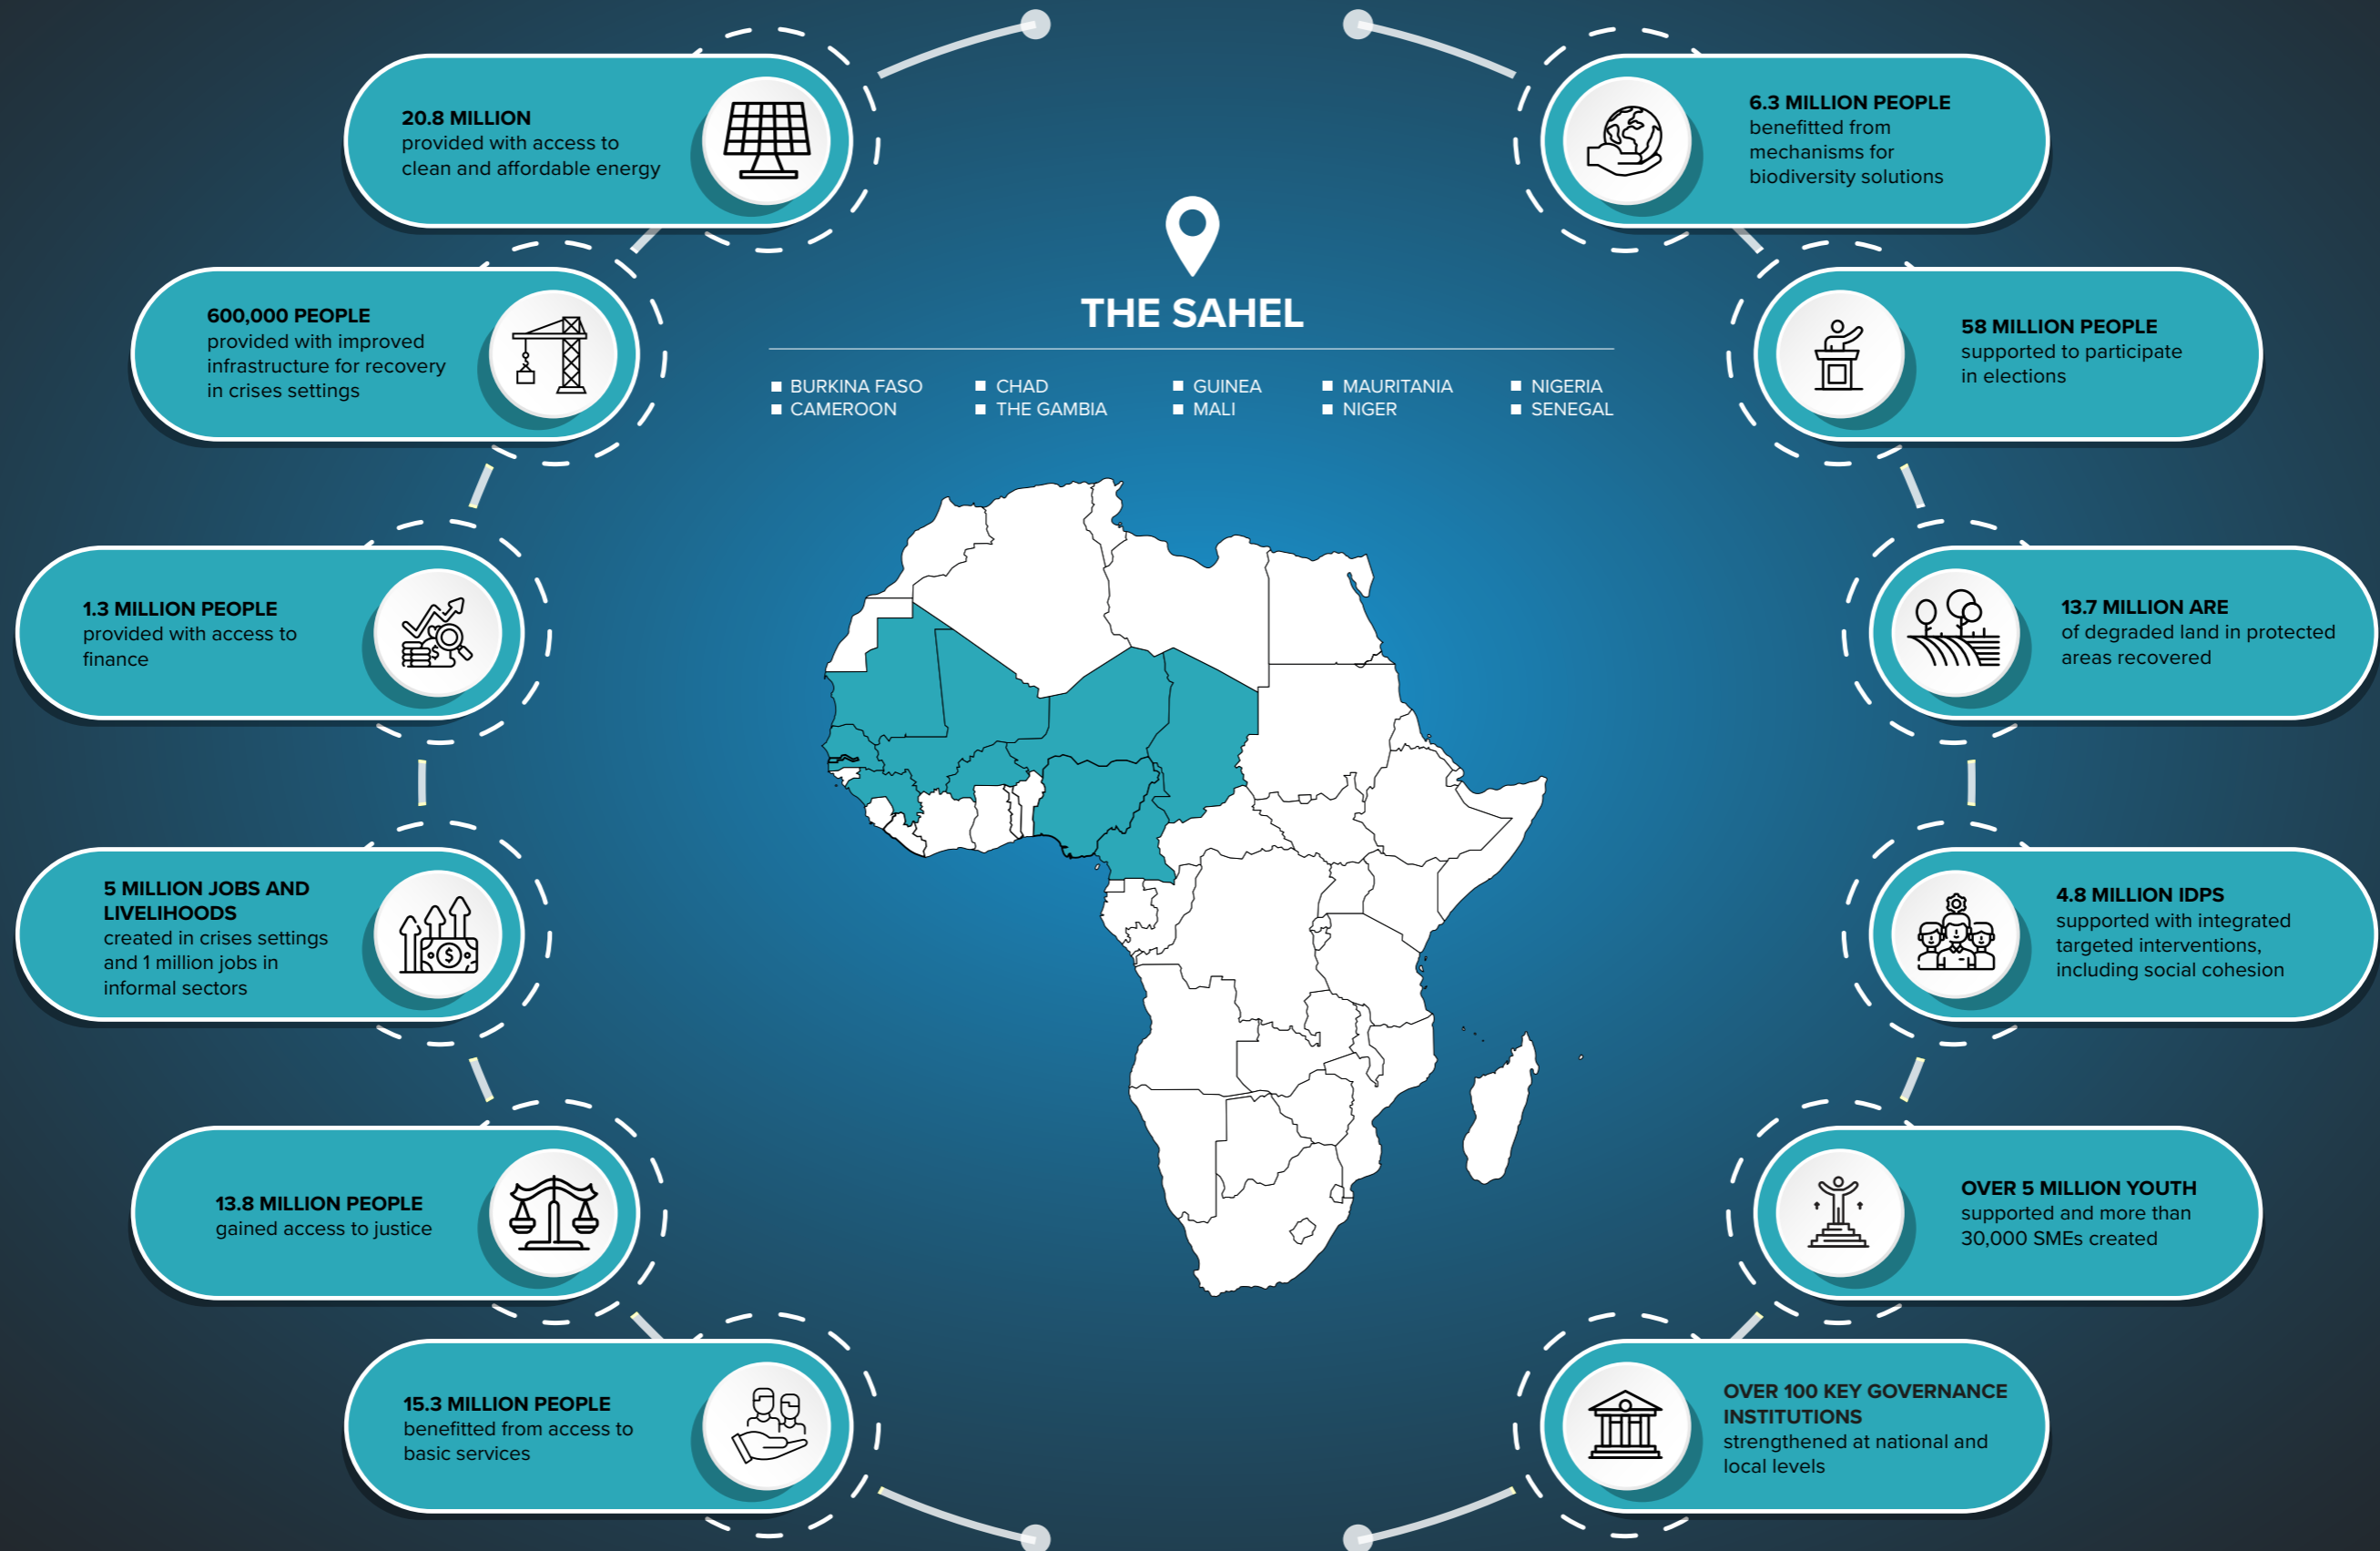 THE SAHEL
BURKINA FASO
CAMEROON
CHAD
THE GAMBIA
GUINEA
MALI
MAURITANIA
NIGER
NIGERIA
SENEGAL
20.8 MILLION
provided with access to
clean and affordable energy
600,000 PEOPLE
provided with improved
infrastructure for recovery
in crises settings
1.3 MILLION PEOPLE
provided with access to
finance
5 MILLION JOBS AND
LIVELIHOODS
created in crises settings
and 1 million jobs in
informal sectors
13.8 MILLION PEOPLE
gained access to justice
15.3 MILLION PEOPLE
benefitted from access to
basic services
6.3 MILLION PEOPLE
benefitted from
mechanisms for
biodiversity solutions
58 MILLION PEOPLE
supported to participate
in elections
13.7 MILLION ARE
of degraded land in protected
areas recovered
4.8 MILLION IDPS
supported with integrated
targeted interventions,
including social cohesion
OVER 5 MILLION YOUTH
supported and more than
30,000 SMEs created
OVER 100 KEY GOVERNANCE
INSTITUTIONS
strengthened at national and
local levels